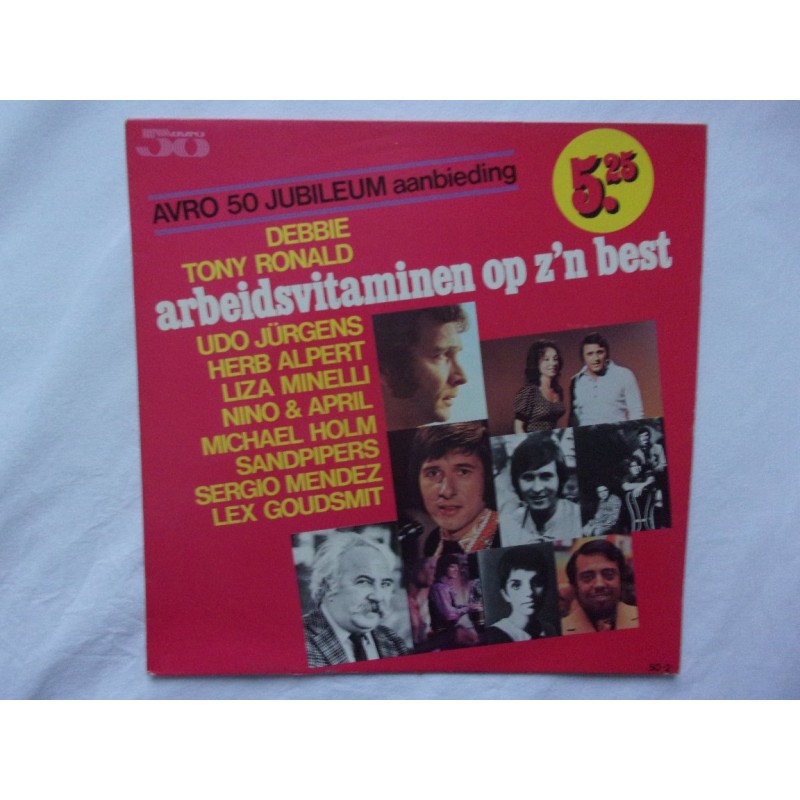 50
AVRO 50 JUBILEUM aanbieding
5.25
DEBBIE
TONY RONALD
arbeidsvitaminen op z'n best
UDO JÜRGENS
HERB ALPERT
LIZA MINELLI
NINO & APRIL
MICHAEL HOLM
SANDPIPERS
SERGIO MENDEZ
LEX GOUDSMIT